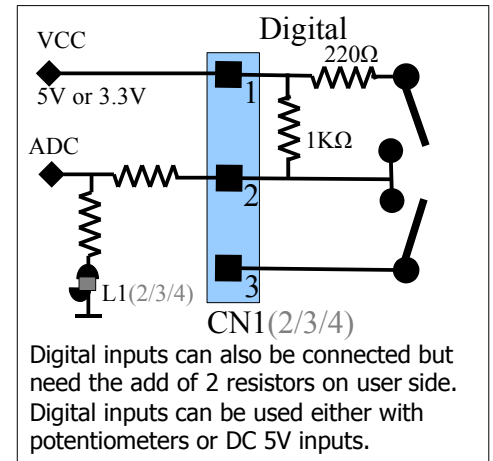 Digital
VCC
220Ω
1
5V or 3.3V
1KΩ
ADC
2
L1(2/3/4)
3
CN1(2/3/4)
Digital inputs can also be connected but
need the add of 2 resistors on user side.
Digital inputs can be used either with
potentiometers or DC 5V inputs.